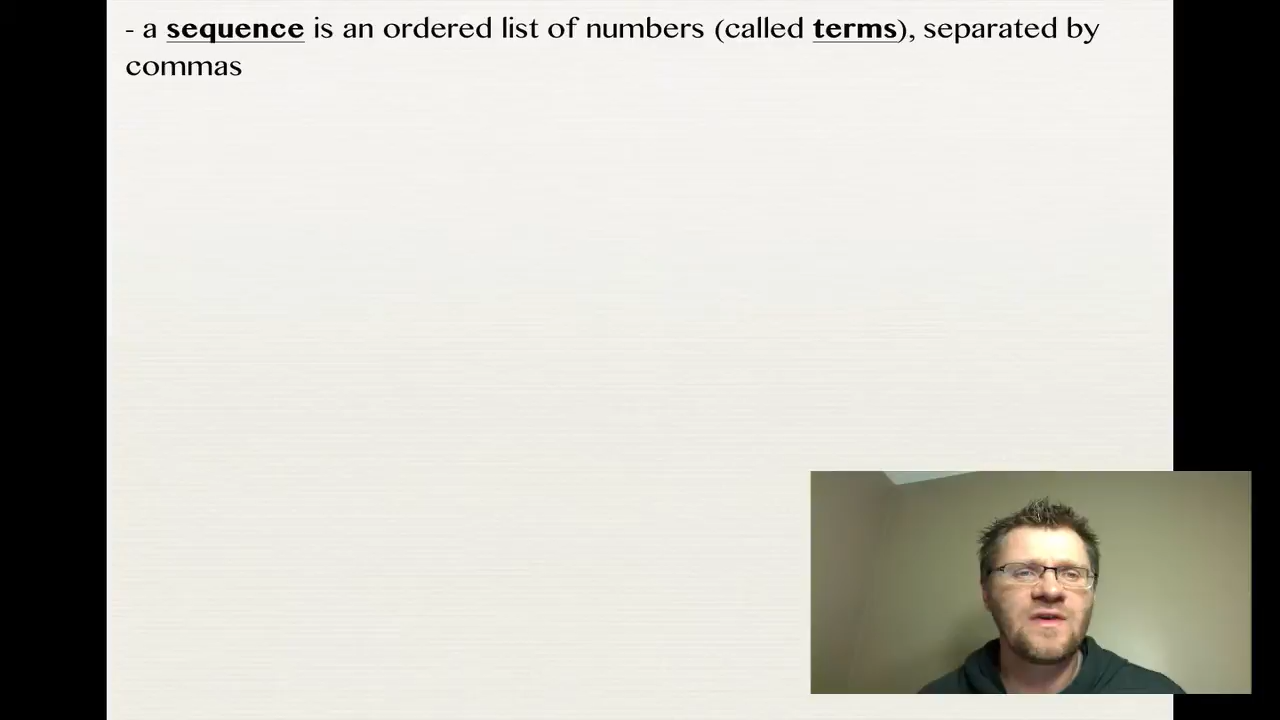 - a sequence is an ordered list of numbers (called terms), separated by
commas